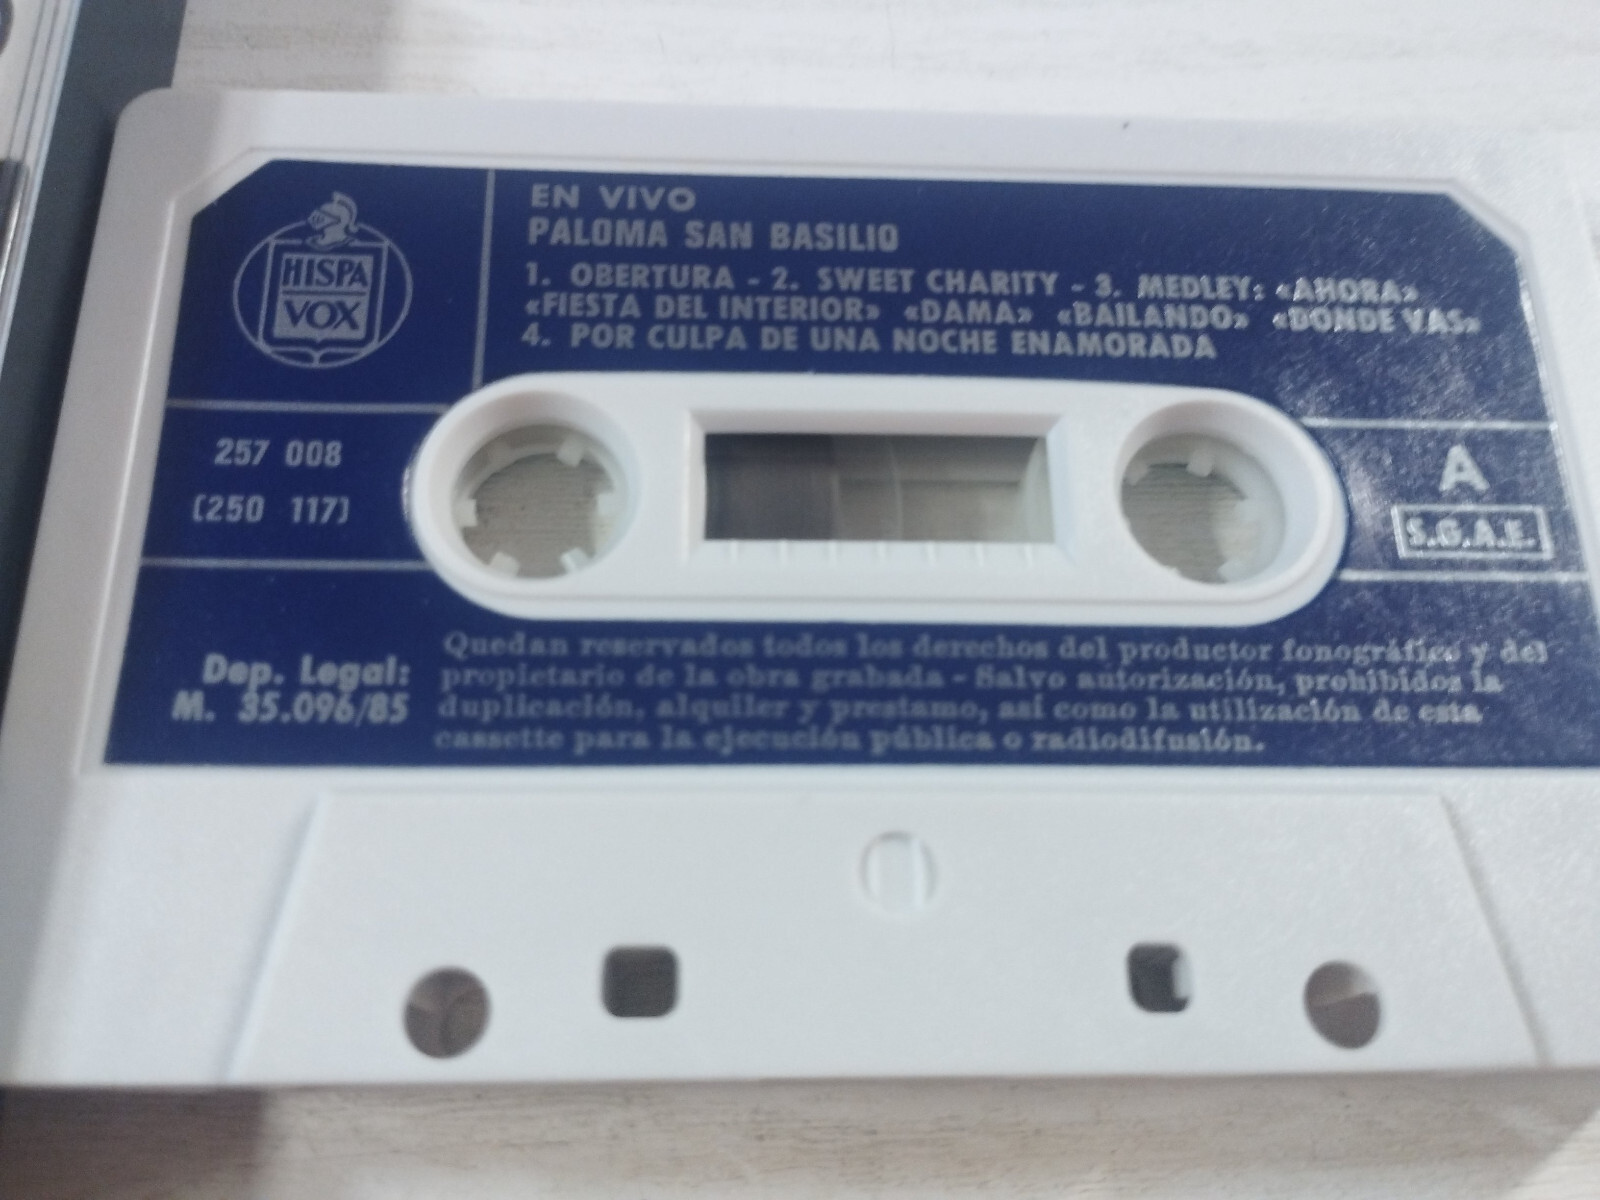 EN VIVO
PALOMA SAN BASILIO
1. OBERTURA - 2. SWEET CHARITY - 3. MEDLEY: «AHORA»
«FIESTA DEL INTERIOR» «DAMA» «BAILANDO» «DONDE VAS»
4. POR CULPA DE UNA NOCHE ENAMORADA
HISPA
VOX
257 008
(250 117)
A
S.G.A.E.
Dep. Legal:
M. 35.096/85
Quedan reservados todos los derechos del productor fonográfico y del
propietario de la obra grabada - Salvo autorización, prohibidos la
duplicación, alquiler y prestamo, así como la utilización de esta
cassette para la ejecución pública o radiodifusión.